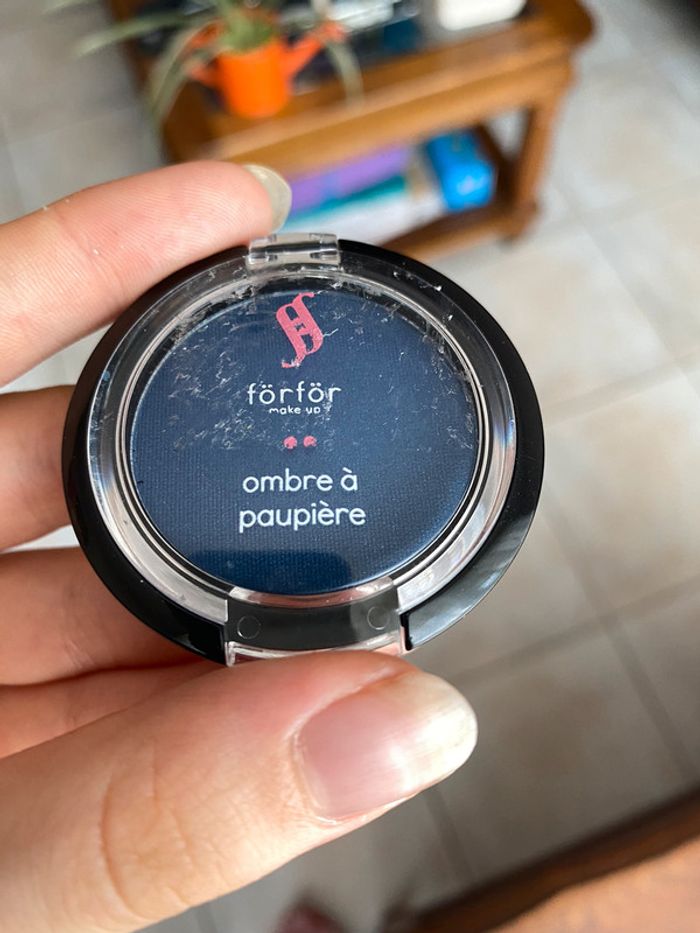 förför
make up
ombre à
paupière